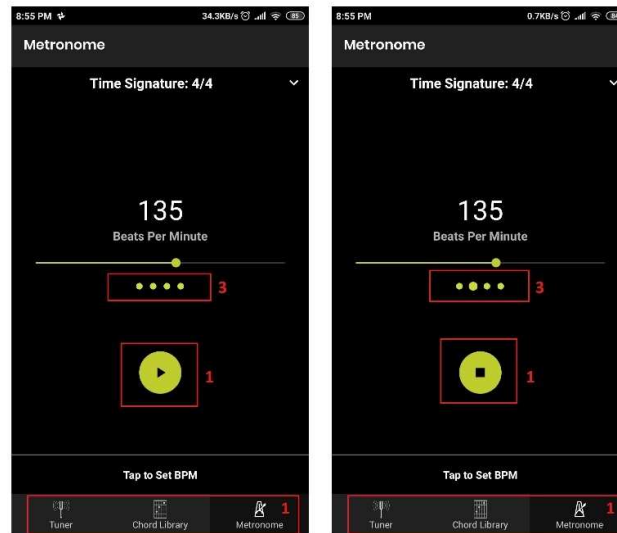 8:55 PM 34.3KB/s 85
Metronome
Time Signature: 4/4
135
Beats Per Minute
3
1
Tap to Set BPM
Tuner Chord Library Metronome 1
8:55 PM 0.7KB/s
Metronome
Time Signature: 4/4
135
Beats Per Minute
3
1
Tap to Set BPM
Tuner Chord Library Metronome 1